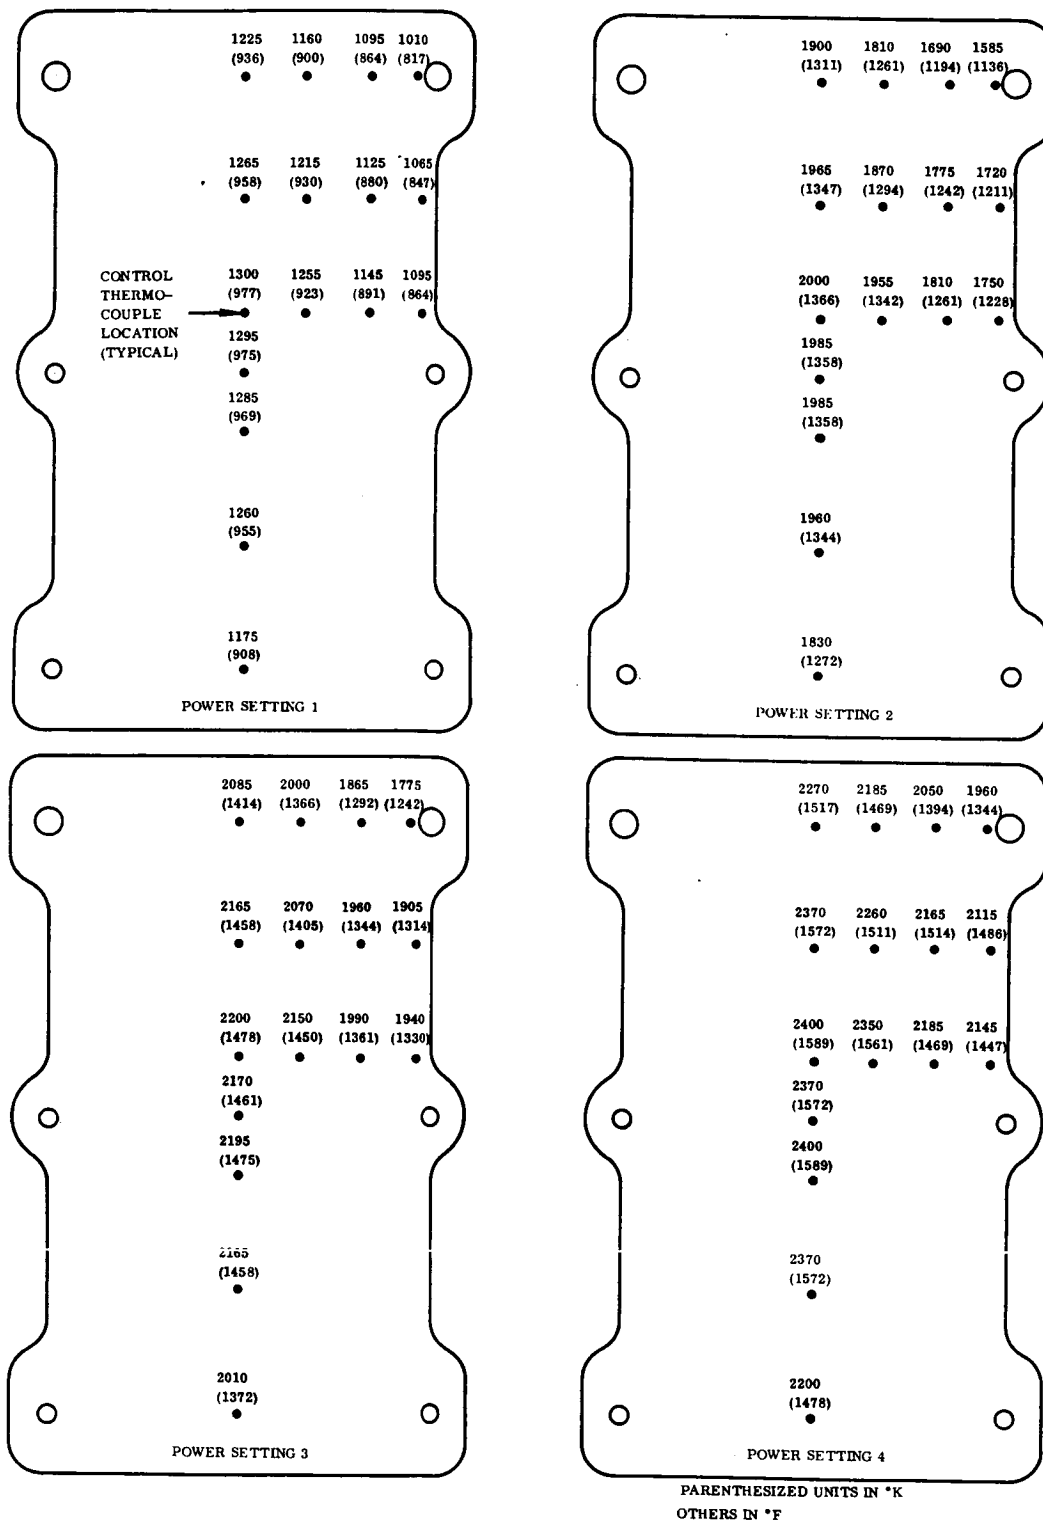 1225 1160 1095 1010
(936) (900) (864) (817)
1265 1215 1125 1065
(958) (930) (880) (847)
CONTROL
THERMO-
COUPLE
LOCATION
(TYPICAL)
1300 1255 1145 1095
(977) (923) (891) (864)
1295
(975)
1285
(969)
1260
(955)
1175
(908)
POWER SETTING 1
1900 1810 1690 1585
(1311) (1261) (1194) (1136)
1965 1870 1775 1720
(1347) (1294) (1242) (1211)
2000 1955 1810 1750
(1366) (1342) (1261) (1228)
1985
(1358)
1985
(1358)
1960
(1344)
1830
(1272)
POWER SETTING 2
2085 2000 1865 1775
(1414) (1366) (1292) (1242)
2165 2070 1960 1905
(1458) (1405) (1344) (1314)
2200 2150 1990 1940
(1478) (1450) (1361) (1330)
2170
(1461)
2195
(1475)
2165
(1458)
2010
(1372)
POWER SETTING 3
2270 2185 2050 1960
(1517) (1469) (1394) (1344)
2370 2260 2165 2115
(1572) (1511) (1514) (1486)
2400 2350 2185 2145
(1589) (1561) (1469) (1447)
2370
(1572)
2400
(1589)
2370
(1572)
2200
(1478)
POWER SETTING 4
PARENTHESIZED UNITS IN °K
OTHERS IN °F